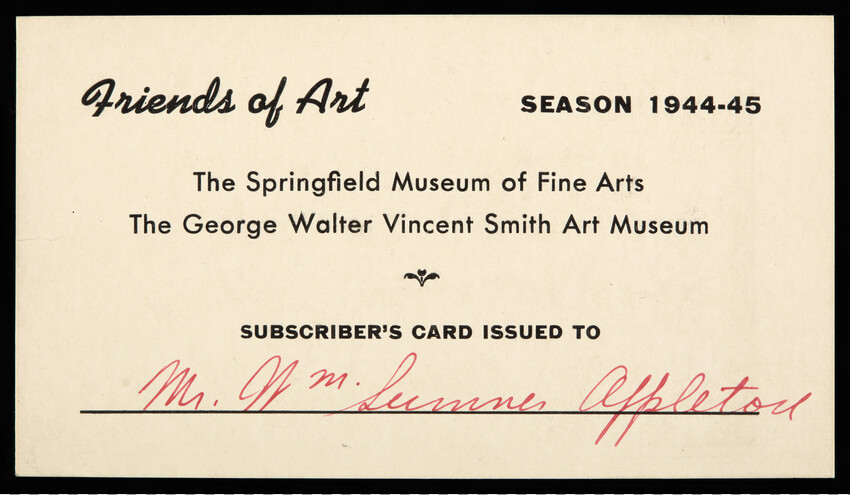 Friends of Art SEASON 1944-45
The Springfield Museum of Fine Arts
The George Walter Vincent Smith Art Museum
SUBSCRIBER'S CARD ISSUED TO
Mr. Wm. Sumner Appleton